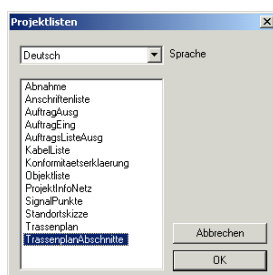 Projektlisten
Deutsch
Sprache
Abnahme
Anschriftenliste
AuftragAusg
AuftragEing
AuftragsListeAusg
KabelListe
Konformitaetserklaerung
Objektliste
ProjektInfoNetz
SignalPunkte
Standortskizze
Trassenplan
TrassenplanAbschnitte
Abbrechen
OK